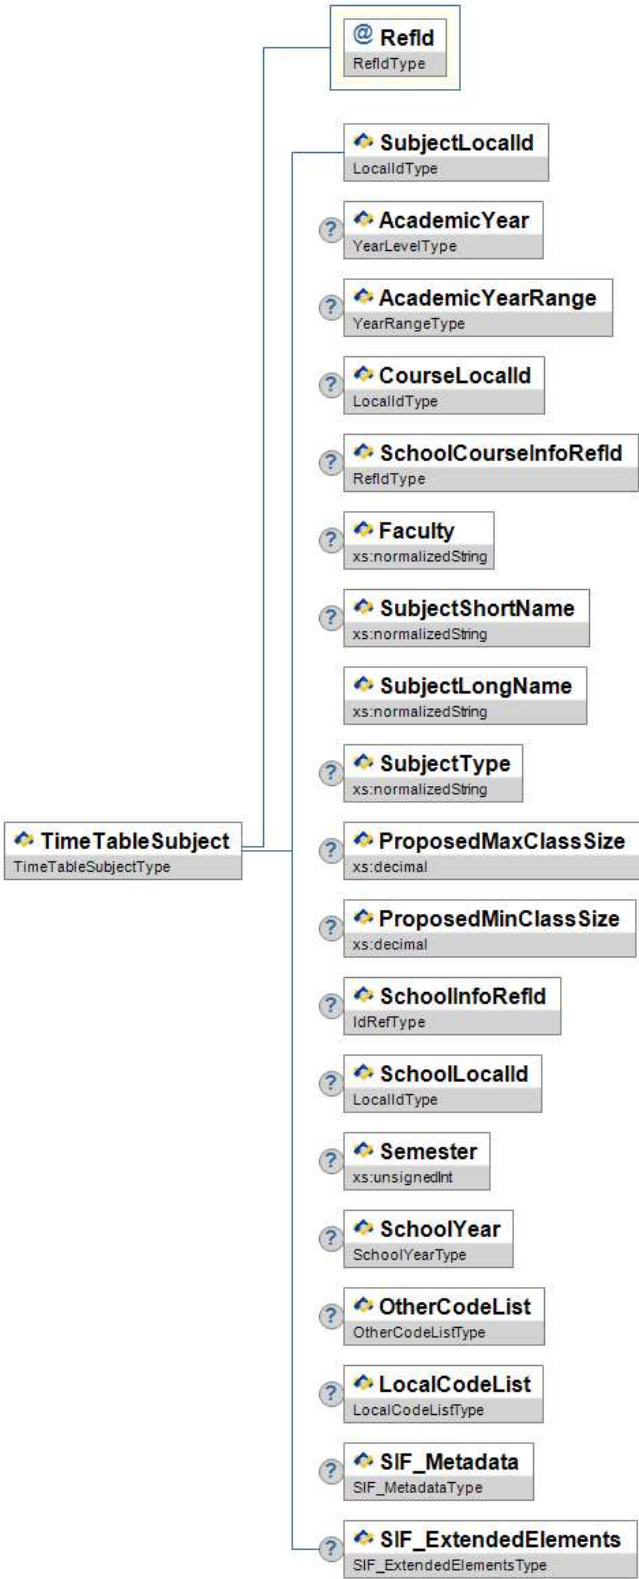 @ RefId
RefIdType
SubjectLocalId
LocalIdType
? AcademicYear
YearLevelType
? AcademicYearRange
YearRangeType
? CourseLocalId
LocalIdType
? SchoolCourseInfoRefId
RefIdType
? Faculty
xs:normalizedString
? SubjectShortName
xs:normalizedString
SubjectLongName
xs:normalizedString
? SubjectType
xs:normalizedString
TimeTableSubject
TimeTableSubjectType
? ProposedMaxClassSize
xs:decimal
? ProposedMinClassSize
xs:decimal
? SchoolInfoRefId
IdRefType
? SchoolLocalId
LocalIdType
? Semester
xs:unsignedInt
? SchoolYear
SchoolYearType
? OtherCodeList
OtherCodeListType
? LocalCodeList
LocalCodeListType
? SIF_Metadata
SIF_MetadataType
? SIF_ExtendedElements
SIF_ExtendedElementsType